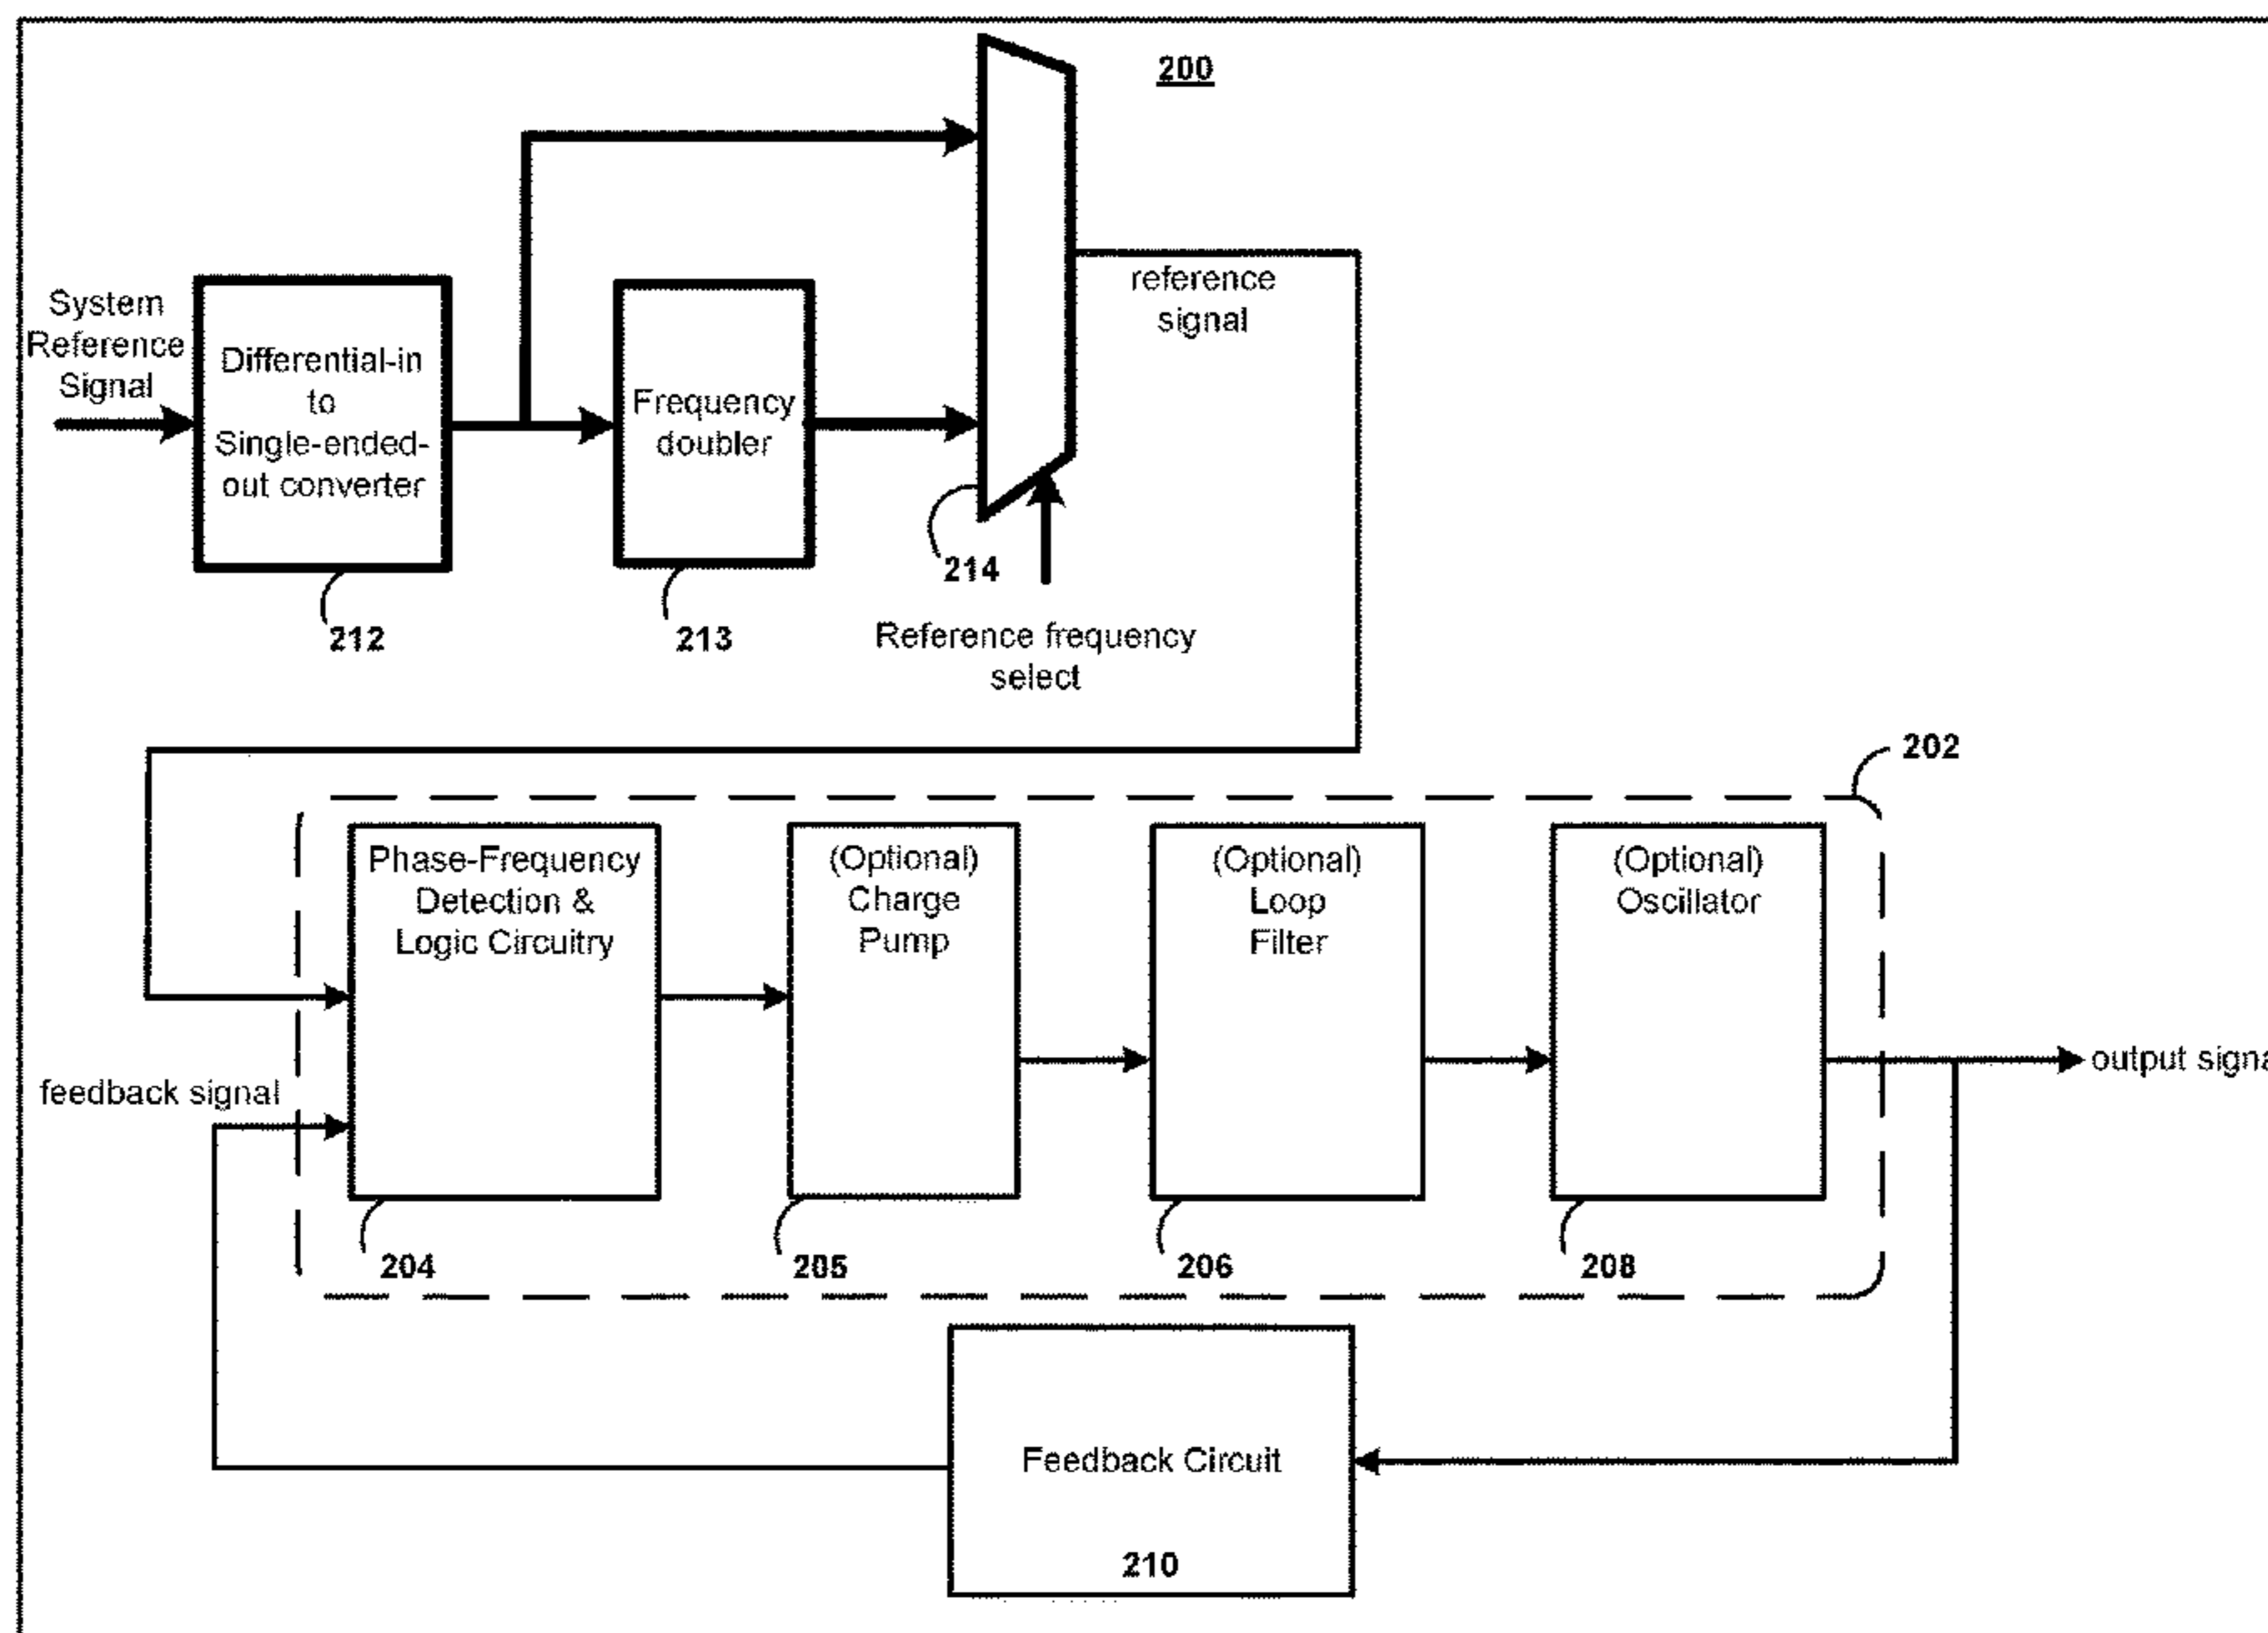 200
System
Reference
Signal
Differential-in
to
Single-ended-
out converter
Frequency
doubler
reference
signal
212
213
214
Reference frequency
select
202
Phase-Frequency
Detection &
Logic Circuitry
(Optional)
Charge
Pump
(Optional)
Loop
Filter
(Optional)
Oscillator
feedback signal
output signa
204
205
206
208
Feedback Circuit
210